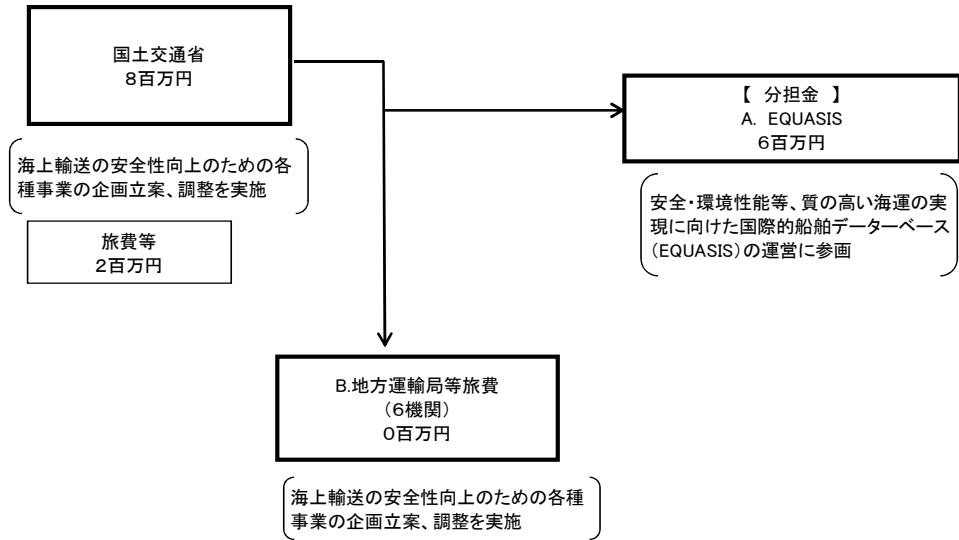 国土交通省
８百万円
海上輸送の安全性向上のための各
種事業の企画立案、調整を実施
旅費等
２百万円
【　分担金　】
A. EQUASIS
６百万円
安全・環境性能等、質の高い海運の実
現に向けた国際的船舶データーベース
(EQUASIS)の運営に参画
B.地方運輸局等旅費
（６機関）
０百万円
海上輸送の安全性向上のための各種
事業の企画立案、調整を実施